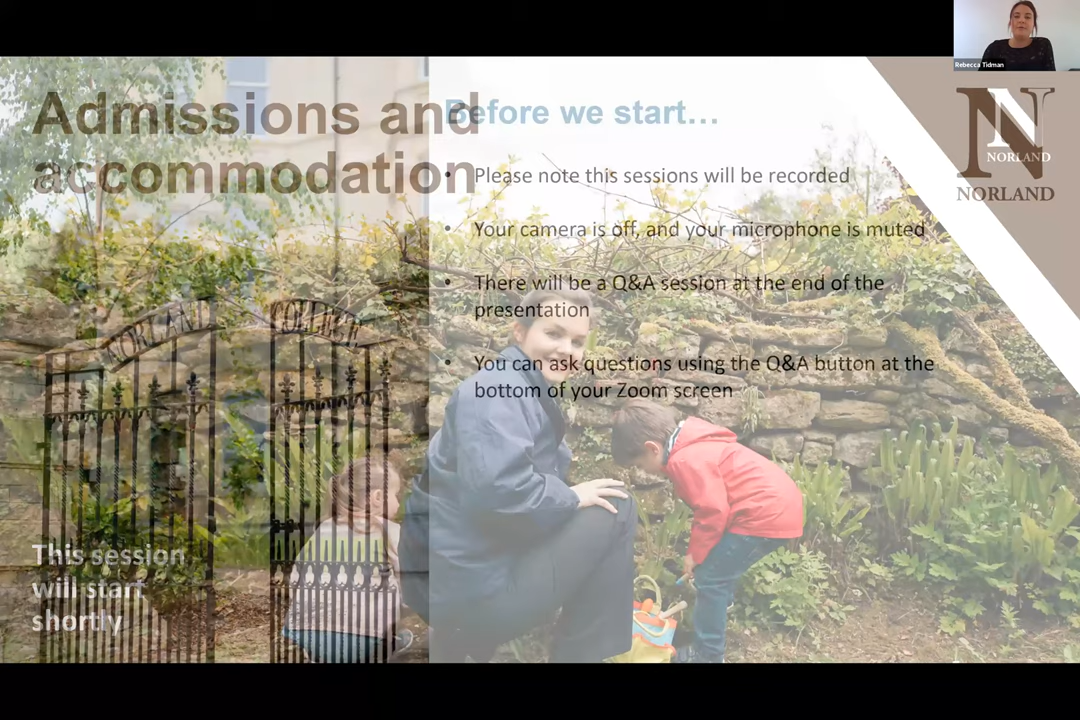 Rebecca Tidman
Admissions and
accommodation
Before we start…
• Please note this sessions will be recorded
• Your camera is off, and your microphone is muted
• There will be a Q&A session at the end of the
presentation
• You can ask questions using the Q&A button at the
bottom of your Zoom screen
N
NORLAND
NORLAND
NORLAND COLLEGE
This session
will start
shortly